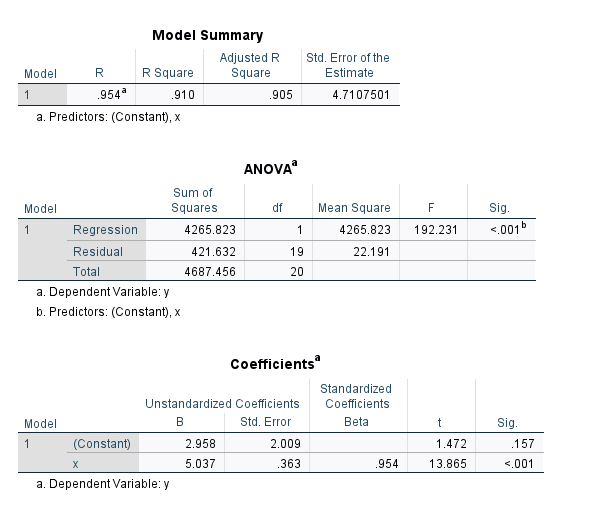 Model Summary
Model R R Square Adjusted R Square Std. Error of the Estimate
1 .954a .910 .905 4.7107501
a. Predictors: (Constant), x
ANOVAa
Model Sum of Squares df Mean Square F Sig.
1 Regression 4265.823 1 4265.823 192.231 <.001b
Residual 421.632 19 22.191
Total 4687.456 20
a. Dependent Variable: y
b. Predictors: (Constant), x
Coefficientsa
Unstandardized Coefficients Standardized Coefficients
Model B Std. Error Beta t Sig.
1 (Constant) 2.958 2.009 1.472 .157
x 5.037 .363 .954 13.865 <.001
a. Dependent Variable: y